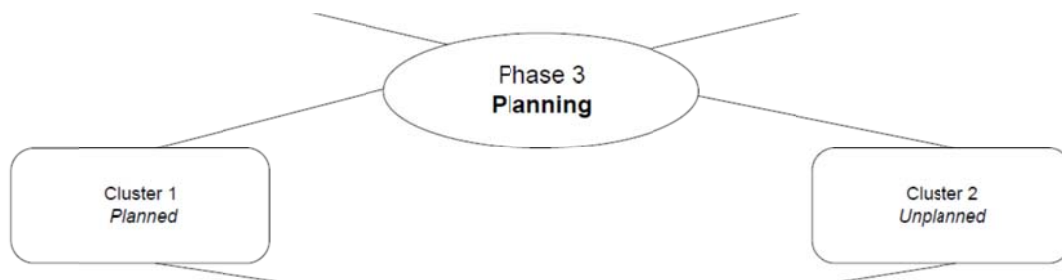 Phase 3
Planning
Cluster 1
Planned
Cluster 2
Unplanned